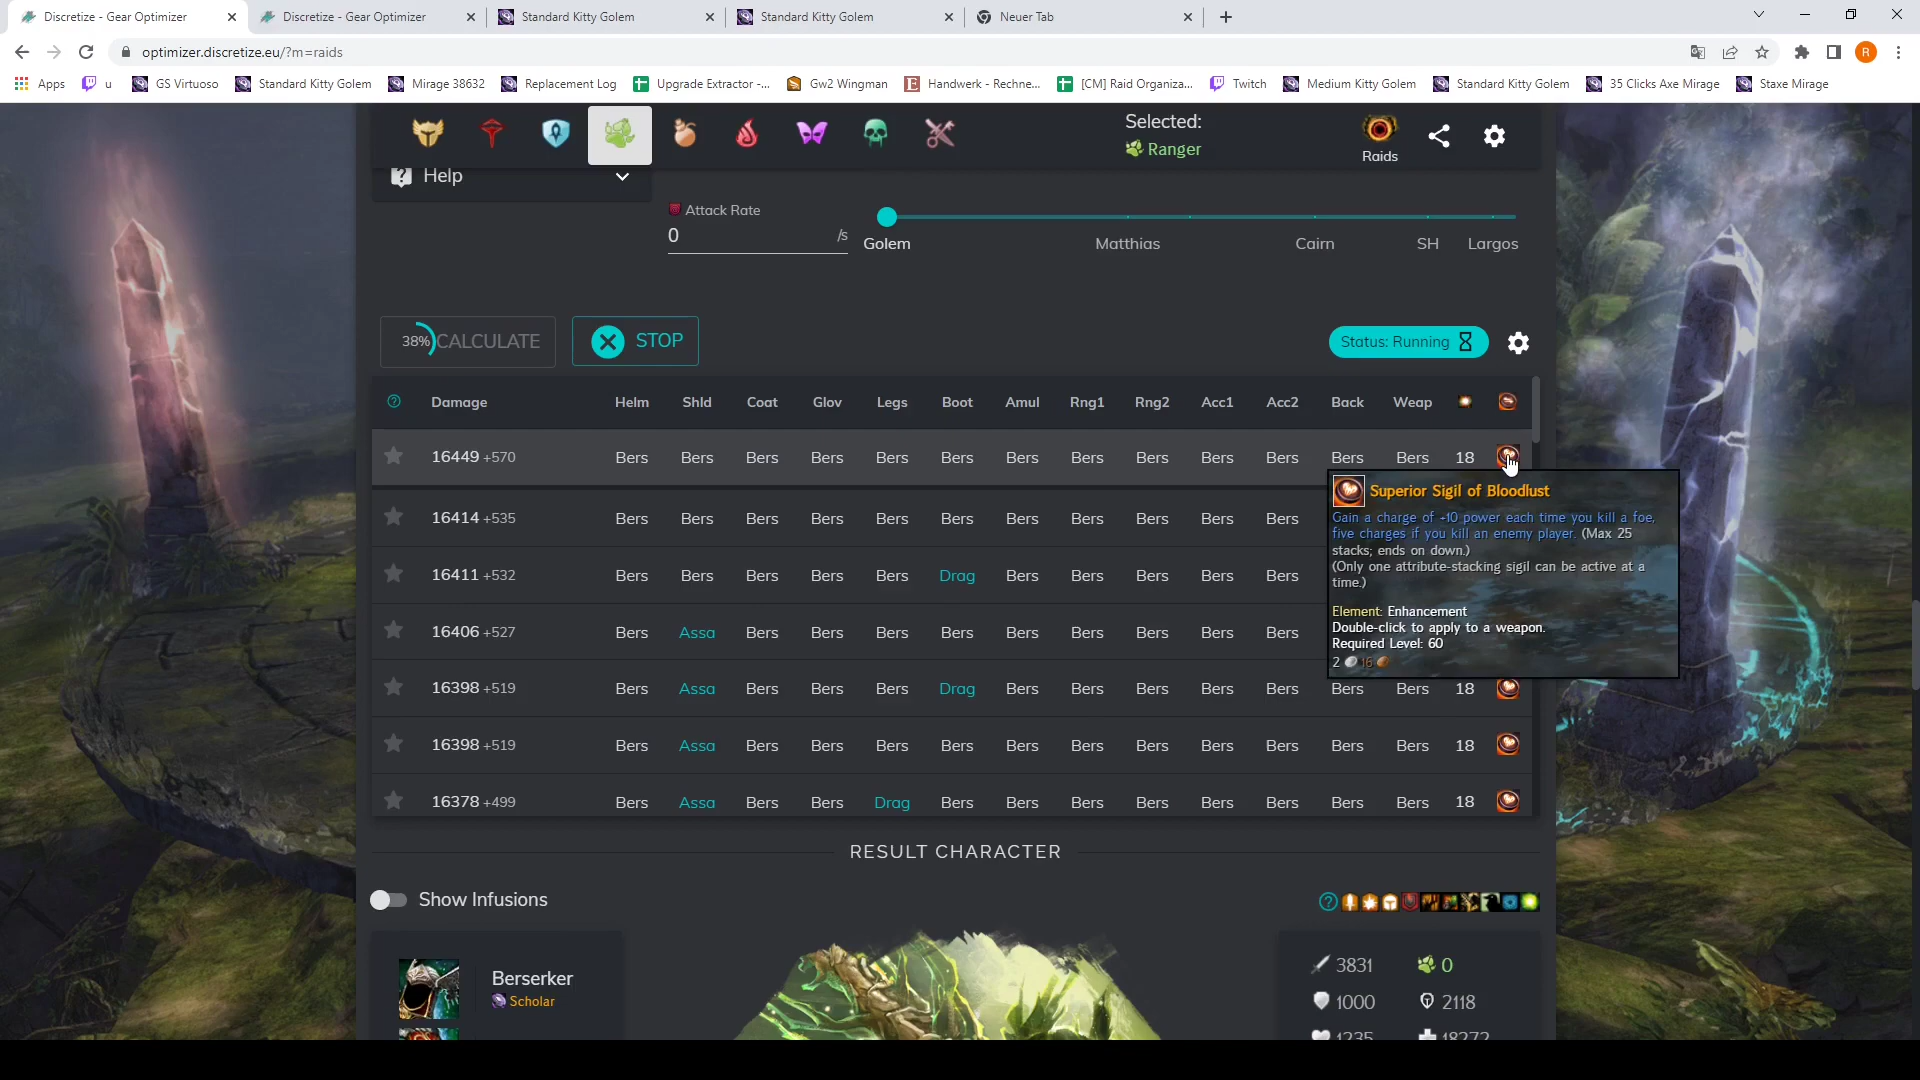 Discretize - Gear Optimizer
Discretize - Gear Optimizer
Standard Kitty Golem
Standard Kitty Golem
Neuer Tab
optimizer.discretize.eu/?m=raids
R
Apps
u
GS Virtuoso
Standard Kitty Golem
Mirage 38632
Replacement Log
Upgrade Extractor -...
Gw2 Wingman
Handwerk - Rechne...
[CM] Raid Organiza...
Twitch
Medium Kitty Golem
Standard Kitty Golem
35 Clicks Axe Mirage
Staxe Mirage
Selected:
Ranger
Raids
Help
Attack Rate
0 /s
Golem Matthias Cairn SH Largos
38% CALCULATE
STOP
Status: Running
Damage Helm Shld Coat Glov Legs Boot Amul Rng1 Rng2 Acc1 Acc2 Back Weap
16449 +570 Bers Bers Bers Bers Bers Bers Bers Bers Bers Bers Bers Bers Bers 18
16414 +535 Bers Bers Bers Bers Bers Bers Bers Bers Bers Bers Bers
16411 +532 Bers Bers Bers Bers Bers Drag Bers Bers Bers Bers Bers
16406 +527 Bers Assa Bers Bers Bers Bers Bers Bers Bers Bers Bers
16398 +519 Bers Assa Bers Bers Bers Drag Bers Bers Bers Bers Bers Bers Bers 18
16398 +519 Bers Assa Bers Bers Bers Bers Bers Bers Bers Bers Bers Bers Bers 18
16378 +499 Bers Assa Bers Bers Drag Bers Bers Bers Bers Bers Bers Bers Bers 18
Superior Sigil of Bloodlust
Gain a charge of +10 power each time you kill a foe,
five charges if you kill an enemy player. (Max 25
stacks; ends on down.)
(Only one attribute-stacking sigil can be active at a
time.)
Element: Enhancement
Double-click to apply to a weapon.
Required Level: 60
2 16
RESULT CHARACTER
Show Infusions
Berserker
Scholar
3831 0
1000 2118
1235 18272